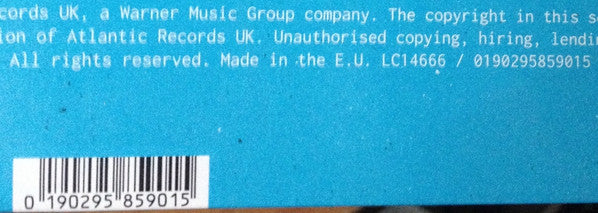 cords UK, a Warner Music Group company. The copyright in this s
ion of Atlantic Records UK. Unauthorised copying, hiring, lendin
All rights reserved. Made in the E.U. LC14666 / 0190295859015
0 190295 859015